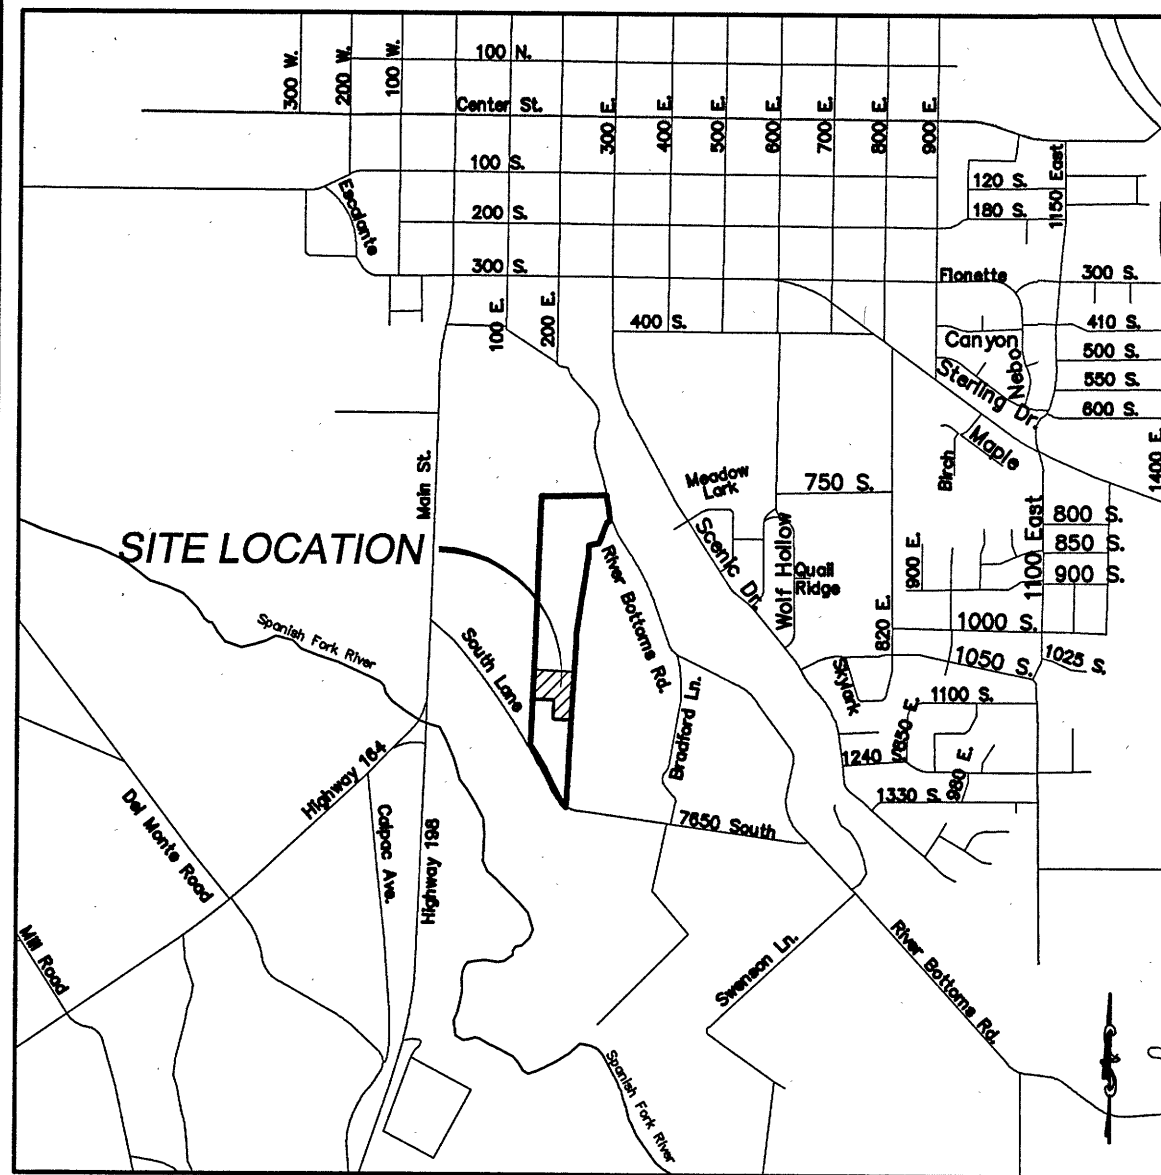 300 W.
200 W.
100 W.
100 N.
Center St.
300 E.
400 E.
500 E.
600 E.
700 E.
800 E.
900 E.
100 S.
120 S.
180 S.
1150 East
Escalante
200 S.
300 S.
Flonette
300 S.
100 E.
200 E.
400 S.
410 S.
Canyon
Nebo
500 S.
550 S.
600 S.
Sterling Dr.
Maple
Birch
1400 E.
Main St.
Meadow
Lark
750 S.
1100 East
800 S.
850 S.
900 S.
SITE LOCATION
Scenic Dr.
Wolf Hollow
Quail
Ridge
900 E.
River Bottoms Rd.
820 E.
1000 S.
Spanish Fork River
South Lane
1050 S.
1025 S.
Skylark
1100 S.
Bradford Ln.
850 E.
1240
980 E.
1330 S.
Highway 164
Del Monte Road
Calpac Ave.
Highway 198
7650 South
Mill Road
Swenson Ln.
River Bottoms Rd.
Spanish Fork River